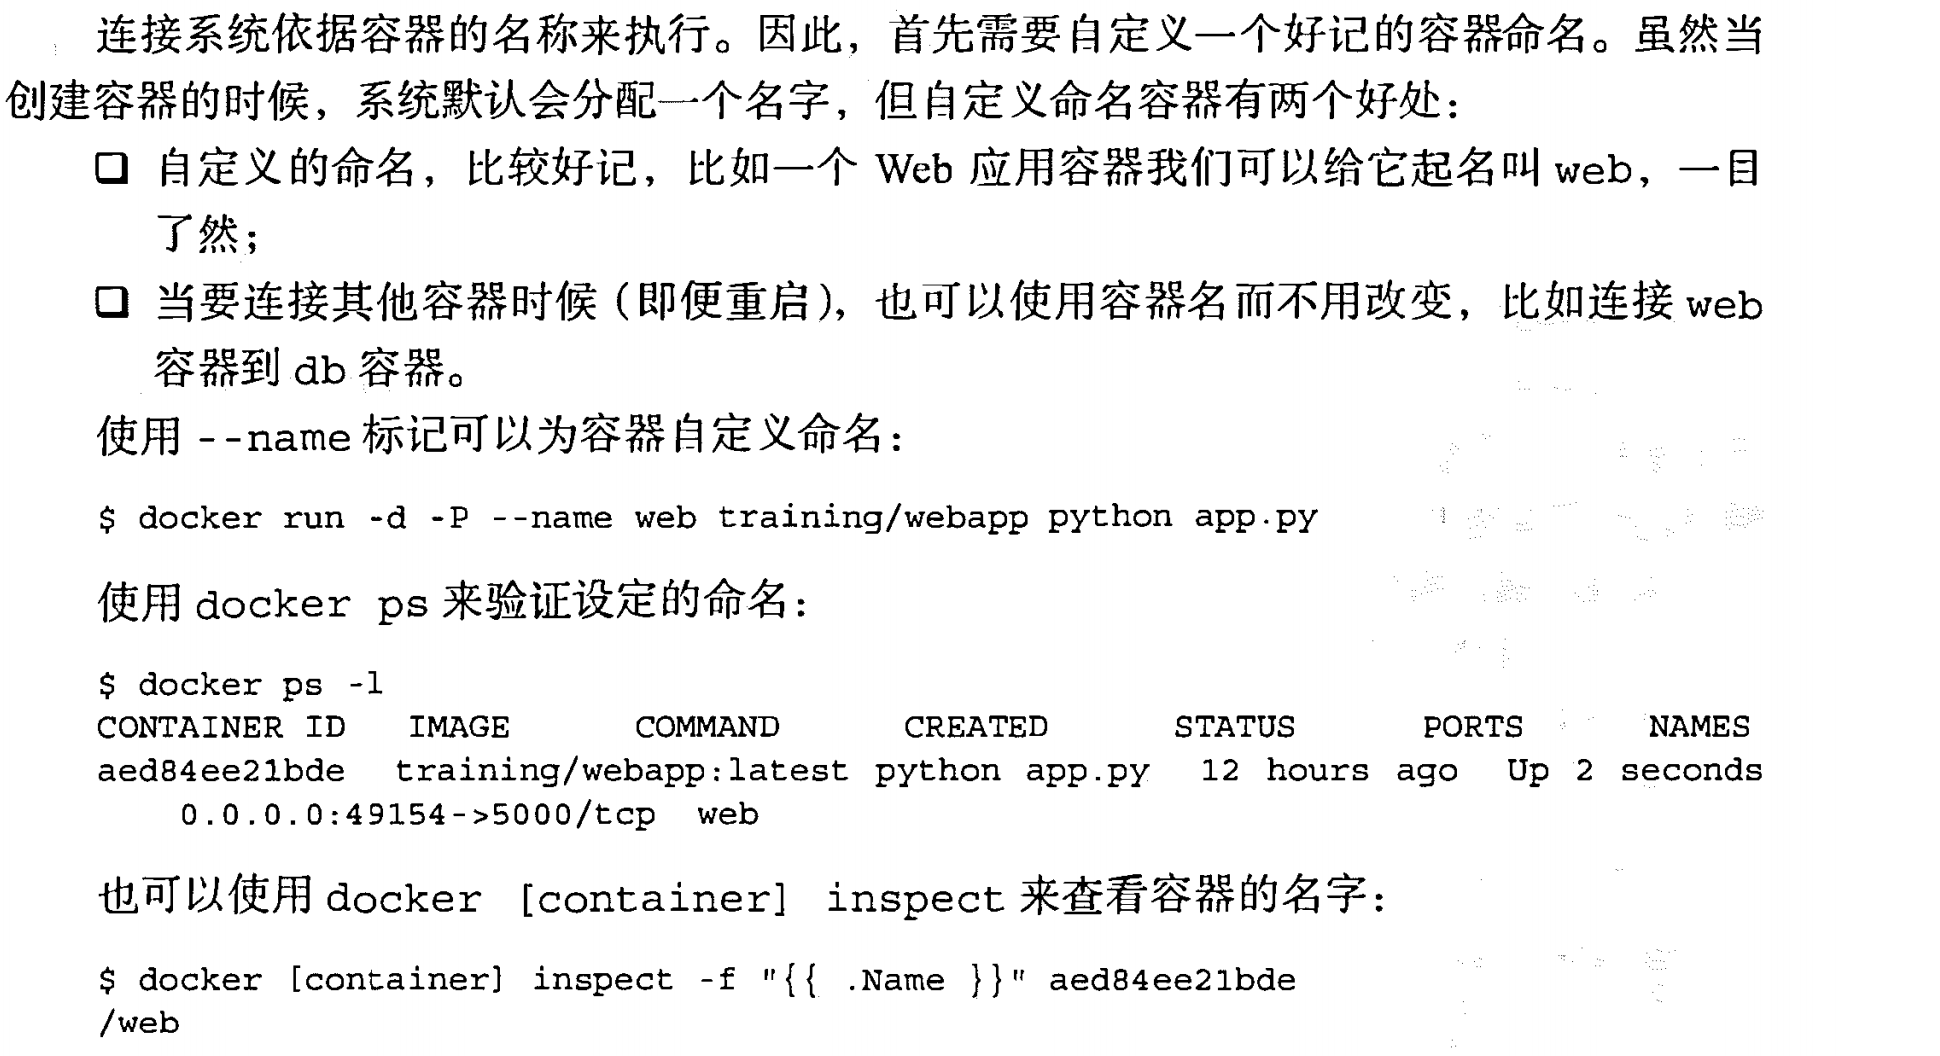 连接系统依据容器的名称来执行。因此，首先需要自定义一个好记的容器命名。虽然当
创建容器的时候，系统默认会分配一个名字，但自定义命名容器有两个好处：
❑ 自定义的命名，比较好记，比如一个 Web 应用容器我们可以给它起名叫 web，一目
了然；
❑ 当要连接其他容器时候（即便重启），也可以使用容器名而不用改变，比如连接 web
容器到 db 容器。
使用 --name 标记可以为容器自定义命名：
$ docker run -d -P --name web training/webapp python app.py
使用 docker ps 来验证设定的命名：
$ docker ps -l
CONTAINER ID   IMAGE      COMMAND      CREATED      STATUS      PORTS      NAMES
aed84ee21bde   training/webapp:latest python app.py  12 hours ago  Up 2 seconds
    0.0.0.0:49154->5000/tcp  web
也可以使用 docker [container] inspect 来查看容器的名字：
$ docker [container] inspect -f "{{ .Name }}" aed84ee21bde
/web